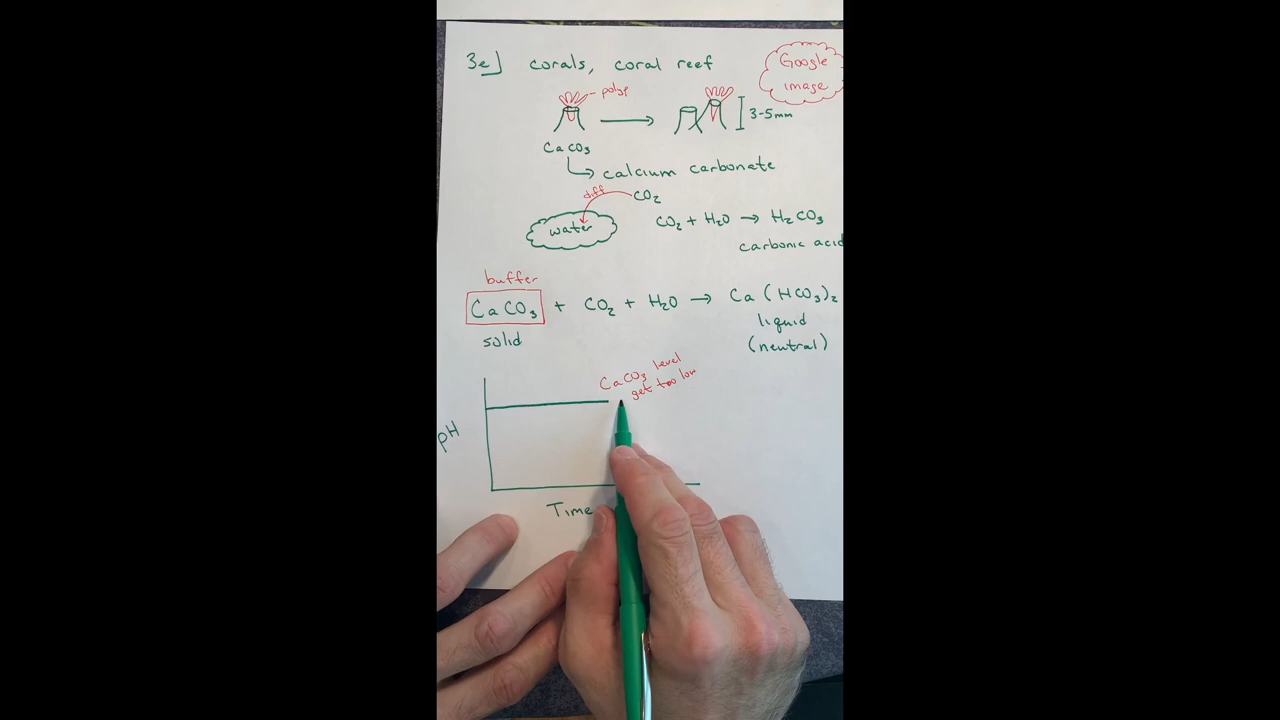 3e) corals, coral reef
Google
image
polyp
3-5mm
CaCO3
calcium carbonate
diff
CO2
water
CO2 + H2O → H2CO3
carbonic acid
buffer
CaCO3 + CO2 + H2O → Ca(HCO3)2
solid
liquid
(neutral)
CaCO3 level
get too low
pH
Time